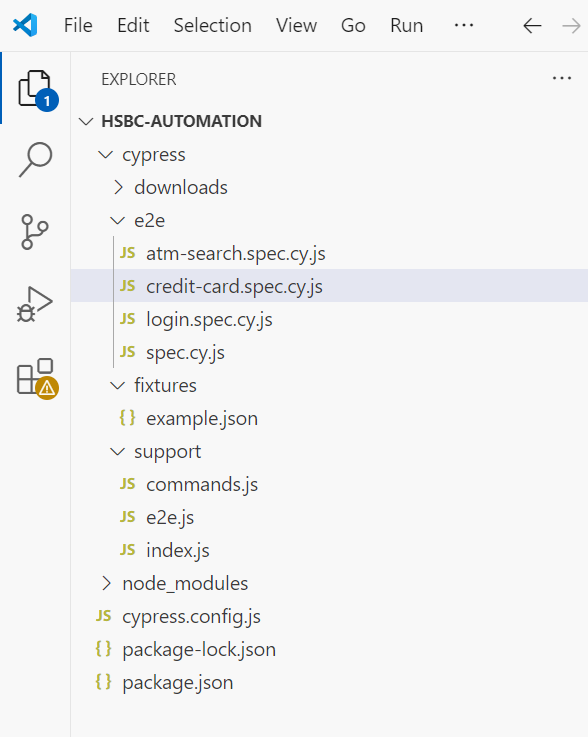 File Edit Selection View Go Run ···
EXPLORER ···
1
HSBC-AUTOMATION
cypress
downloads
e2e
JS atm-search.spec.cy.js
JS credit-card.spec.cy.js
JS login.spec.cy.js
JS spec.cy.js
fixtures
{} example.json
support
JS commands.js
JS e2e.js
JS index.js
node_modules
JS cypress.config.js
{} package-lock.json
{} package.json